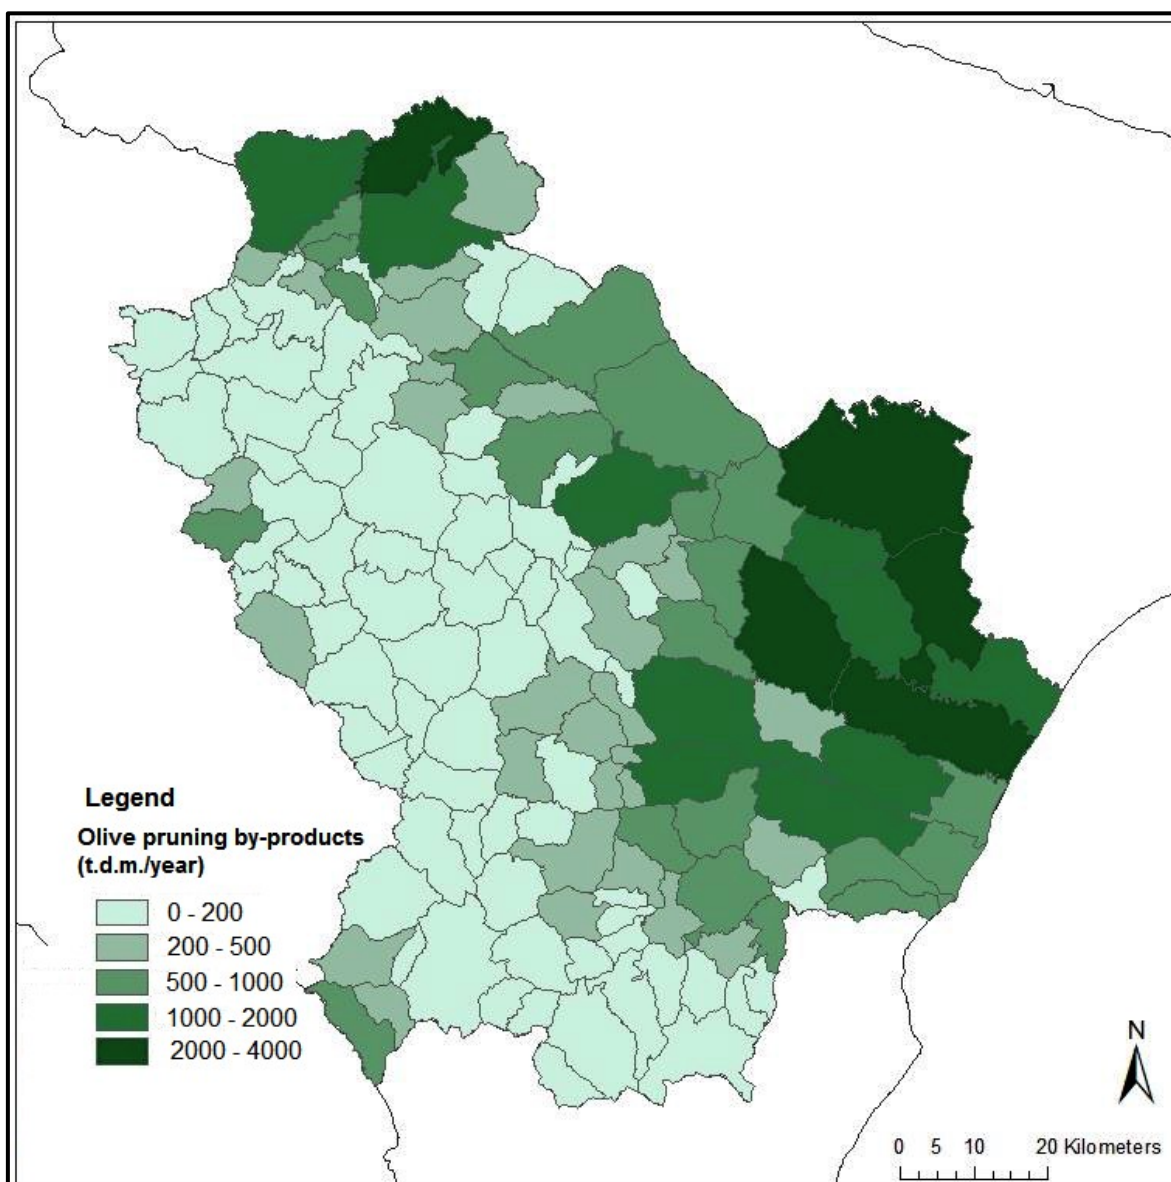 Legend
Olive pruning by-products
(t.d.m./year)
0 - 200
200 - 500
500 - 1000
1000 - 2000
2000 - 4000
N
0 5 10 20 Kilometers